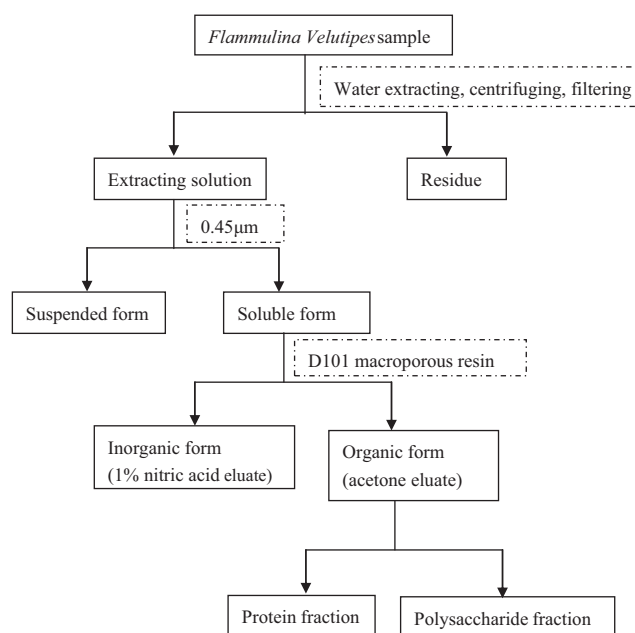 Flammulina Velutipes sample
Water extracting, centrifuging, filtering
Extracting solution
Residue
0.45μm
Suspended form
Soluble form
D101 macroporous resin
Inorganic form
(1% nitric acid eluate)
Organic form
(acetone eluate)
Protein fraction
Polysaccharide fraction